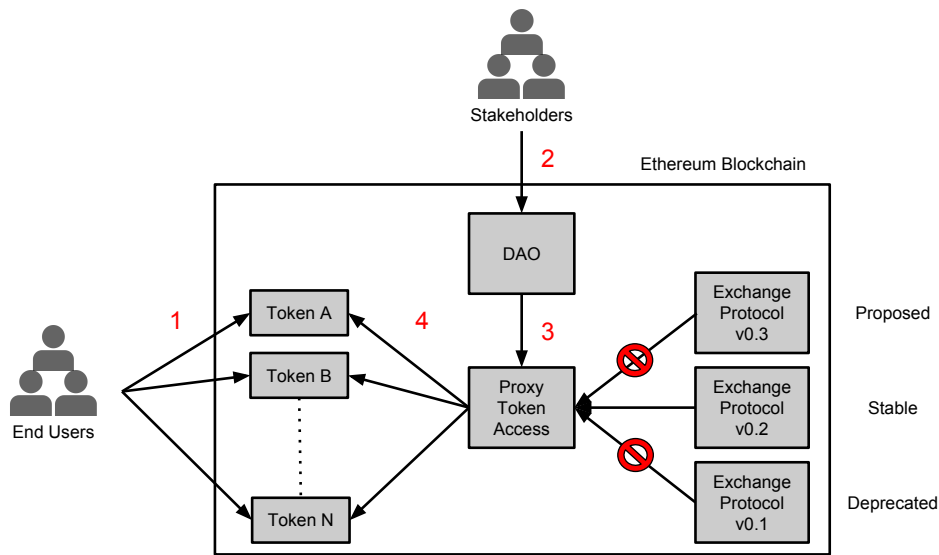 Stakeholders
2
Ethereum Blockchain
DAO
1
Token A
4
3
Exchange
Protocol
v0.3
Proposed
Token B
Proxy
Token
Access
Exchange
Protocol
v0.2
Stable
End Users
Token N
Exchange
Protocol
v0.1
Deprecated